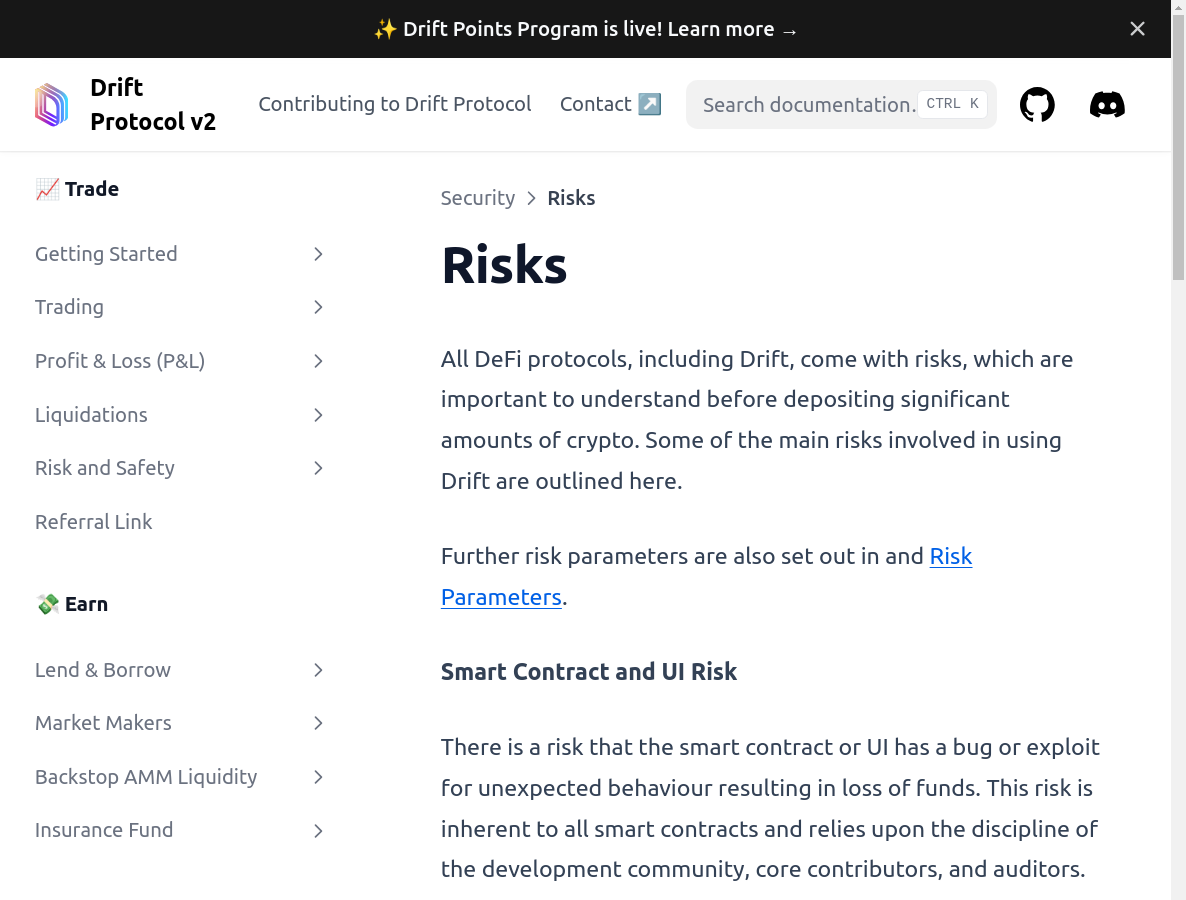 ✨ Drift Points Program is live! Learn more →
Drift
Protocol v2
Contributing to Drift Protocol
Contact ↗️
Search documentation.
CTRL K
📈 Trade
Getting Started
Trading
Profit & Loss (P&L)
Liquidations
Risk and Safety
Referral Link
💸 Earn
Lend & Borrow
Market Makers
Backstop AMM Liquidity
Insurance Fund
Security > Risks
Risks
All DeFi protocols, including Drift, come with risks, which are
important to understand before depositing significant
amounts of crypto. Some of the main risks involved in using
Drift are outlined here.
Further risk parameters are also set out in and Risk
Parameters.
Smart Contract and UI Risk
There is a risk that the smart contract or UI has a bug or exploit
for unexpected behaviour resulting in loss of funds. This risk is
inherent to all smart contracts and relies upon the discipline of
the development community, core contributors, and auditors.